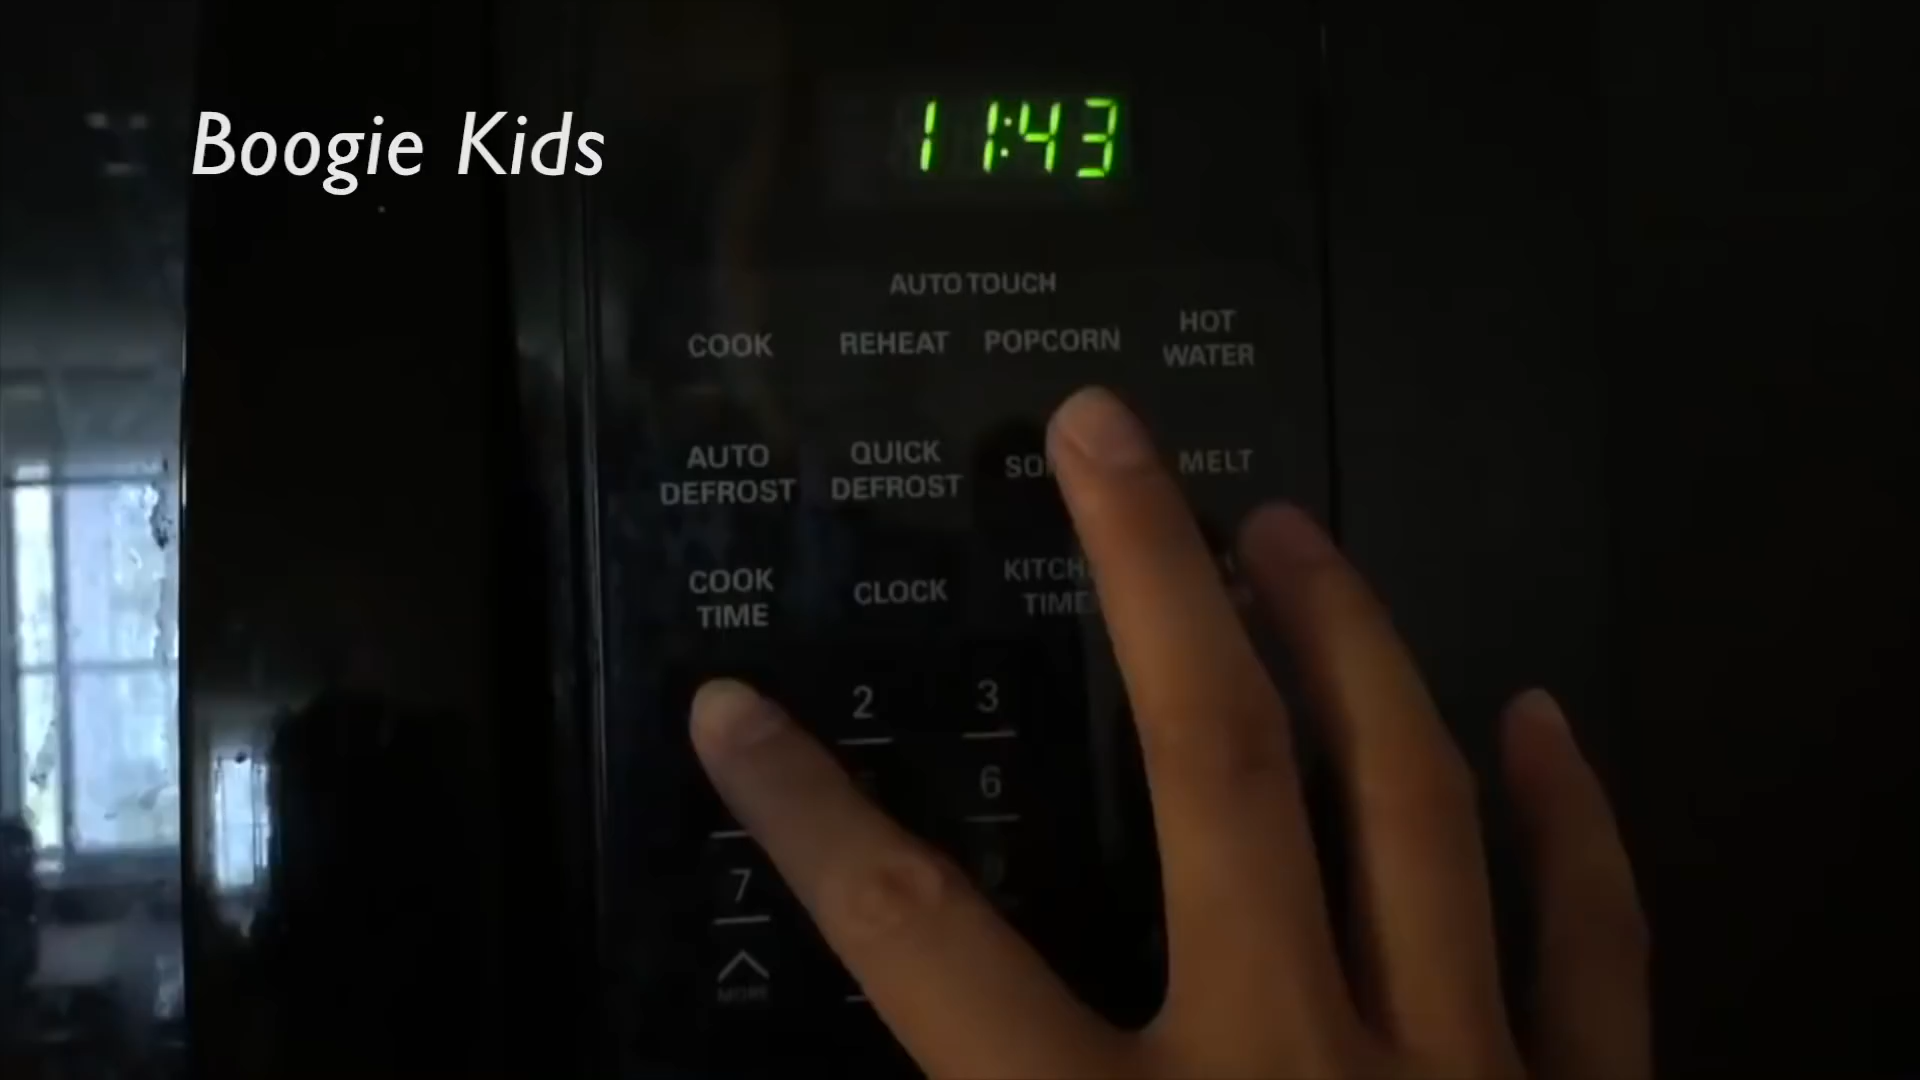 Boogie Kids
11:43
AUTO TOUCH
COOK REHEAT POPCORN HOT WATER
AUTO DEFROST QUICK DEFROST MELT
COOK TIME CLOCK
2 3
6
7
MORE